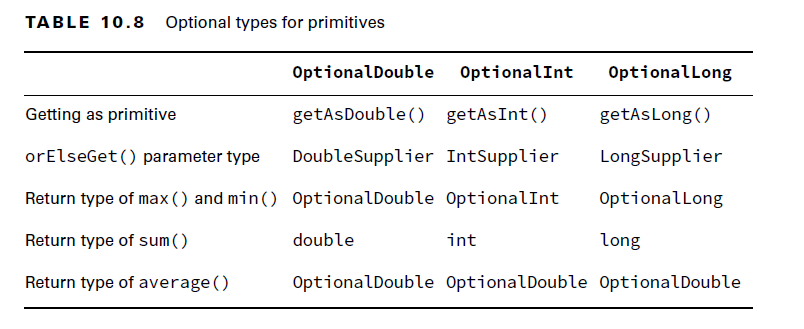 TABLE 10.8 Optional types for primitives
OptionalDouble OptionalInt OptionalLong
Getting as primitive getAsDouble() getAsInt() getAsLong()
orElseGet() parameter type DoubleSupplier IntSupplier LongSupplier
Return type of max() and min() OptionalDouble OptionalInt OptionalLong
Return type of sum() double int long
Return type of average() OptionalDouble OptionalDouble OptionalDouble